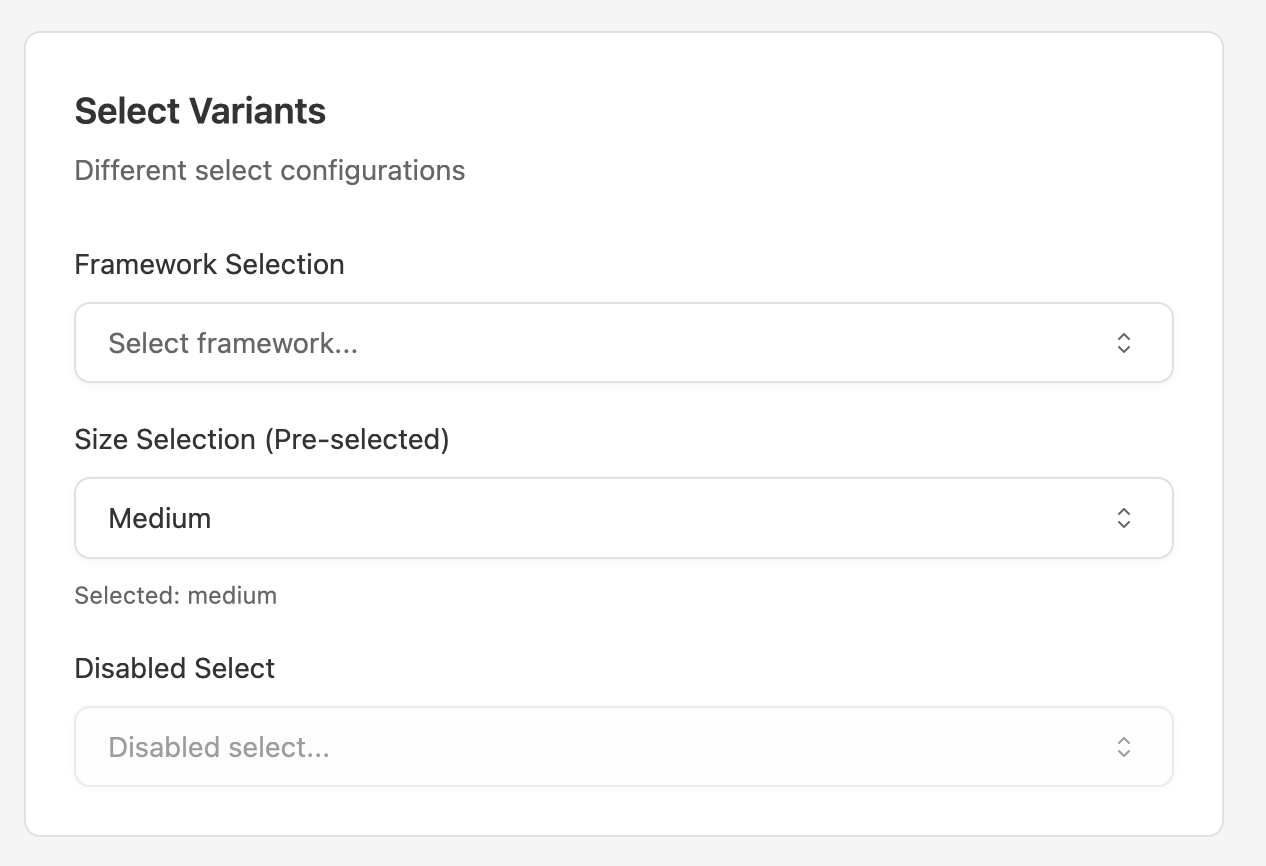 Select Variants
Different select configurations
Framework Selection
Select framework...
Size Selection (Pre-selected)
Medium
Selected: medium
Disabled Select
Disabled select...